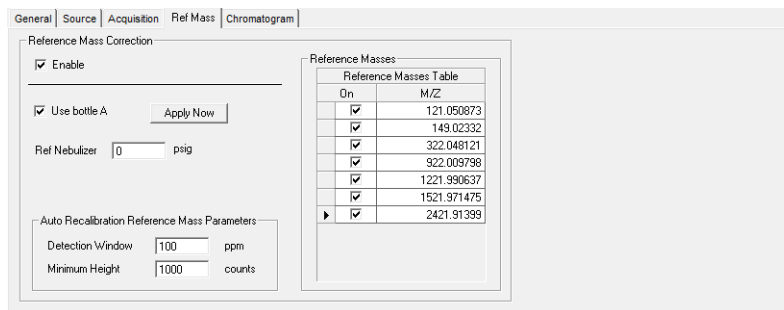 General Source Acquisition Ref Mass Chromatogram
Reference Mass Correction
Enable
Use bottle A Apply Now
Ref Nebulizer 0 psig
Auto Recalibration Reference Mass Parameters
Detection Window 100 ppm
Minimum Height 1000 counts
Reference Masses
Reference Masses Table
On M/Z
121.050873
149.02332
322.048121
922.009798
1221.990637
1521.971475
2421.91399